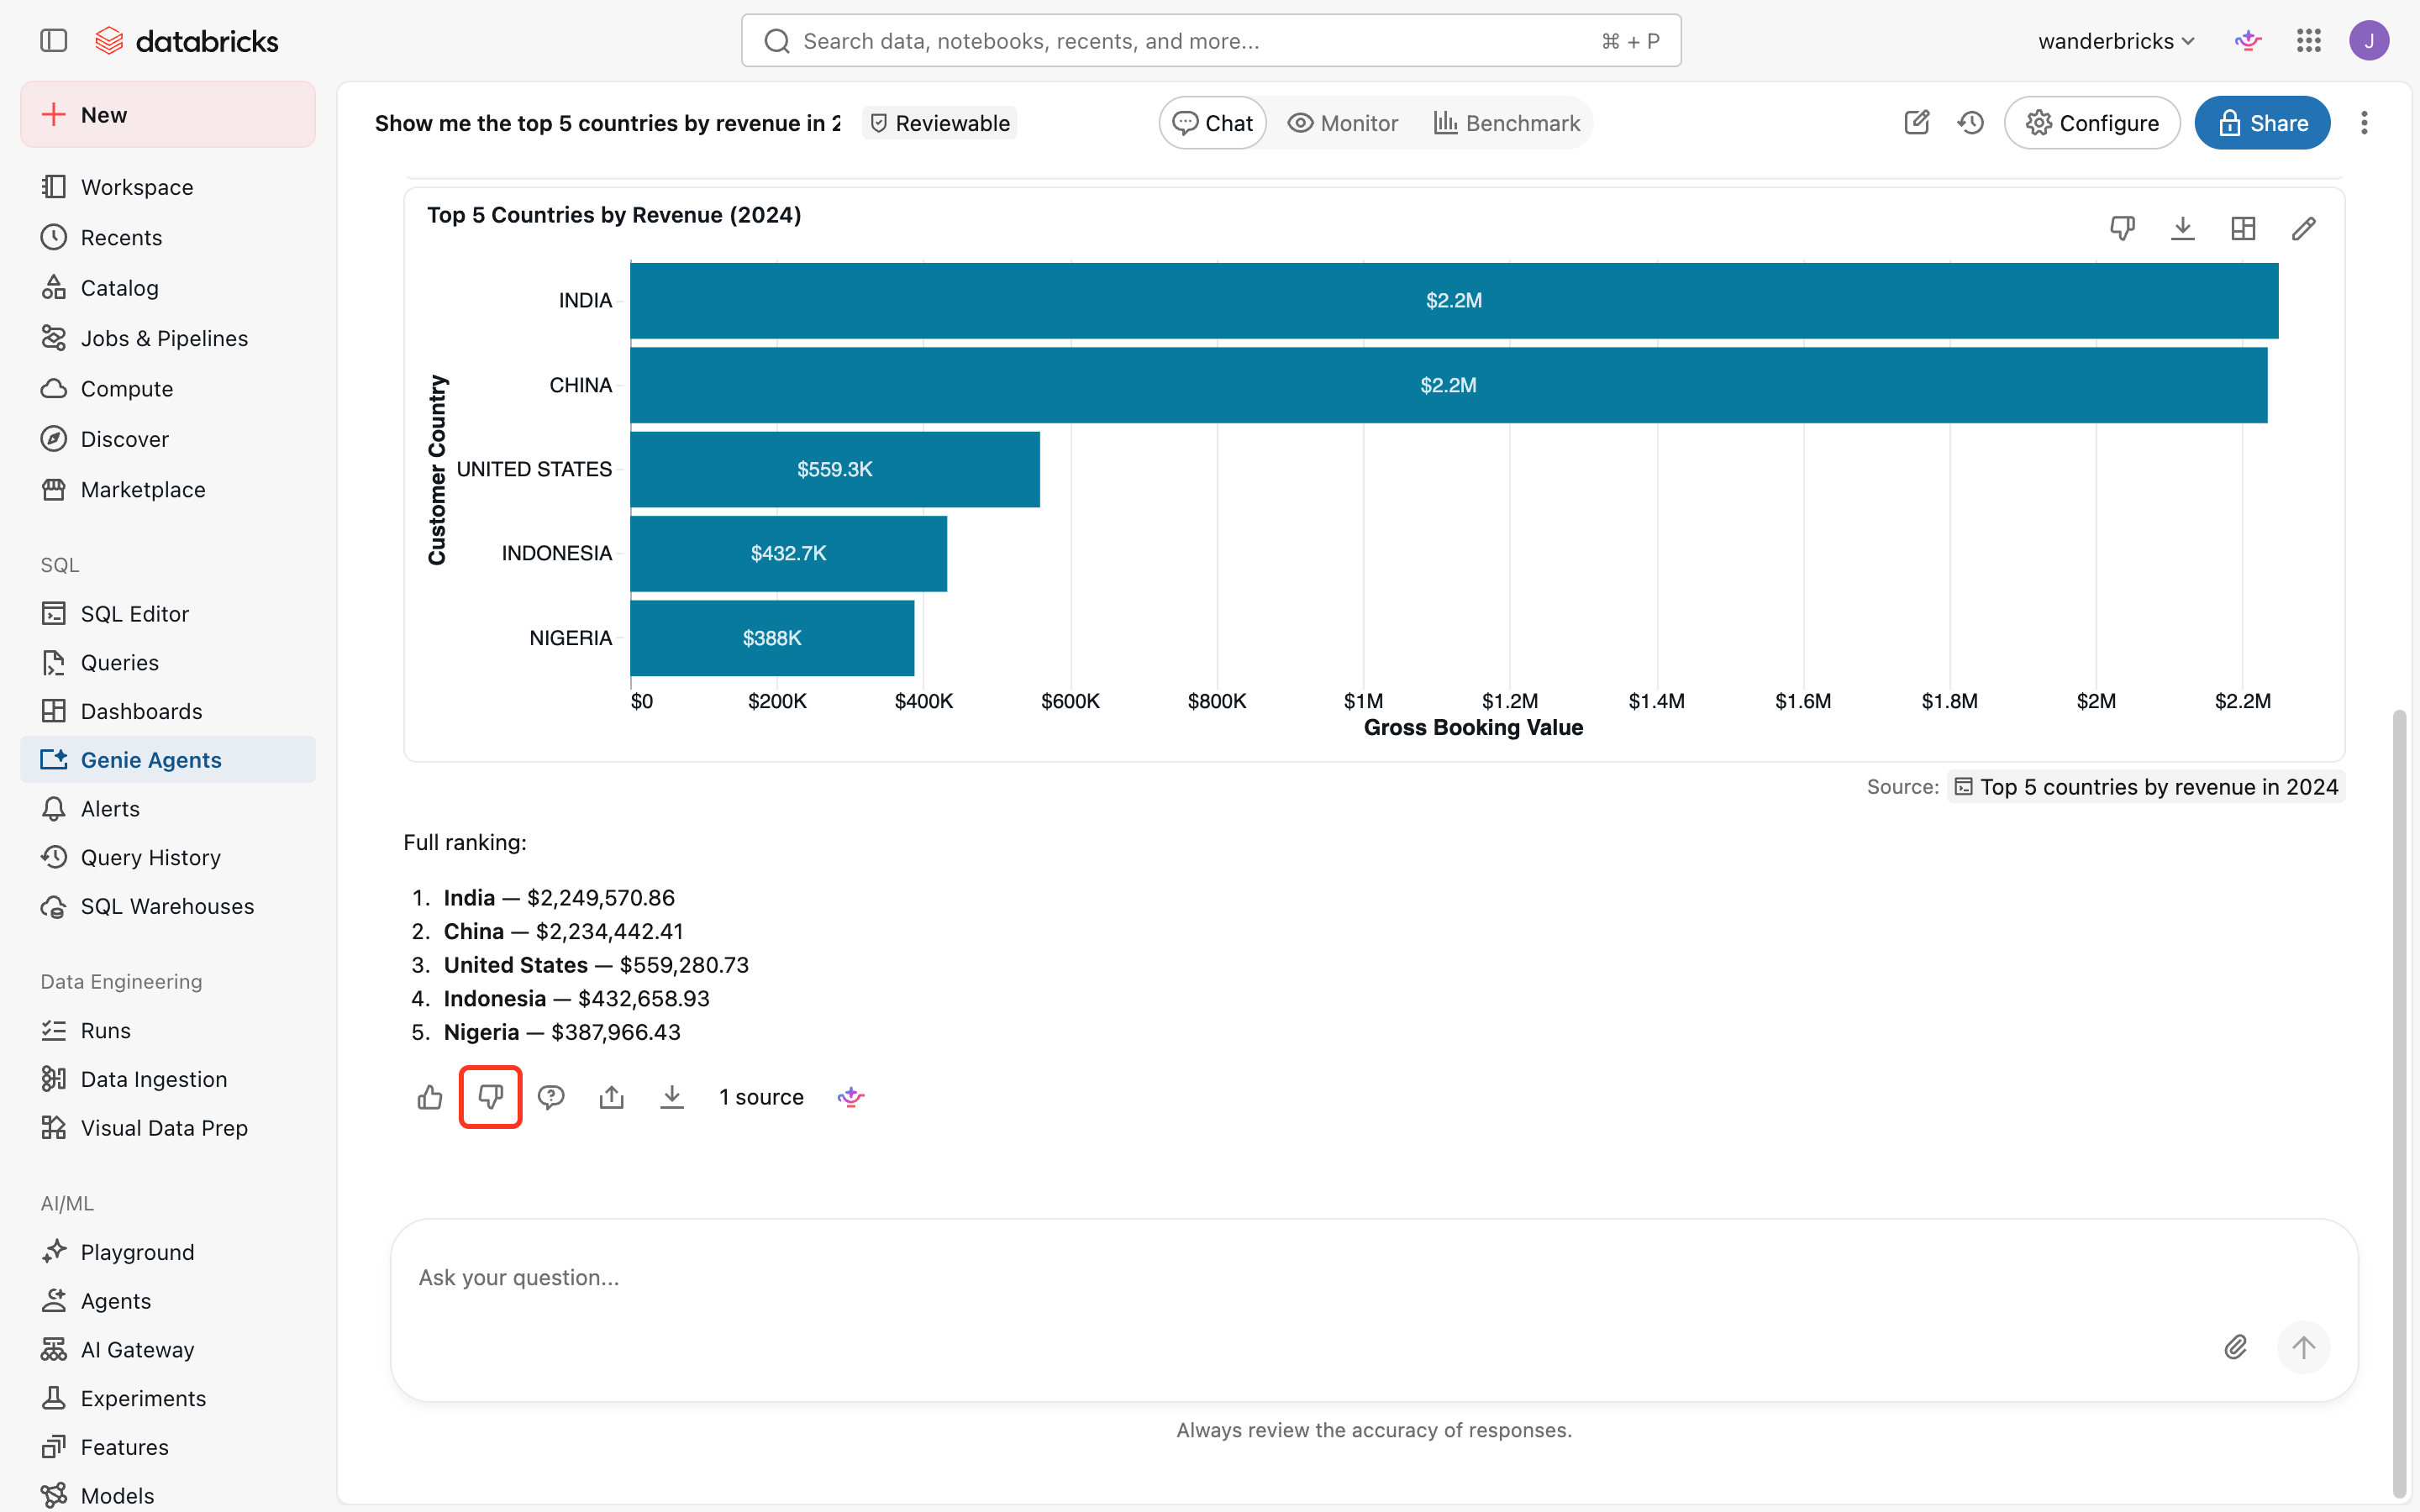 databricks
Search data, notebooks, recents, and more...
⌘ + P
wanderbricks
J
New
Workspace
Recents
Catalog
Jobs & Pipelines
Compute
Discover
Marketplace
SQL
SQL Editor
Queries
Dashboards
Genie Agents
Alerts
Query History
SQL Warehouses
Data Engineering
Runs
Data Ingestion
Visual Data Prep
AI/ML
Playground
Agents
AI Gateway
Experiments
Features
Models
Show me the top 5 countries by revenue in 2
Reviewable
Chat
Monitor
Benchmark
Configure
Share
Top 5 Countries by Revenue (2024)
Customer Country
INDIA
$2.2M
CHINA
$2.2M
UNITED STATES
$559.3K
INDONESIA
$432.7K
NIGERIA
$388K
$0 $200K $400K $600K $800K $1M $1.2M $1.4M $1.6M $1.8M $2M $2.2M
Gross Booking Value
Source: Top 5 countries by revenue in 2024
Full ranking:
1. India — $2,249,570.86
2. China — $2,234,442.41
3. United States — $559,280.73
4. Indonesia — $432,658.93
5. Nigeria — $387,966.43
1 source
Ask your question...
Always review the accuracy of responses.